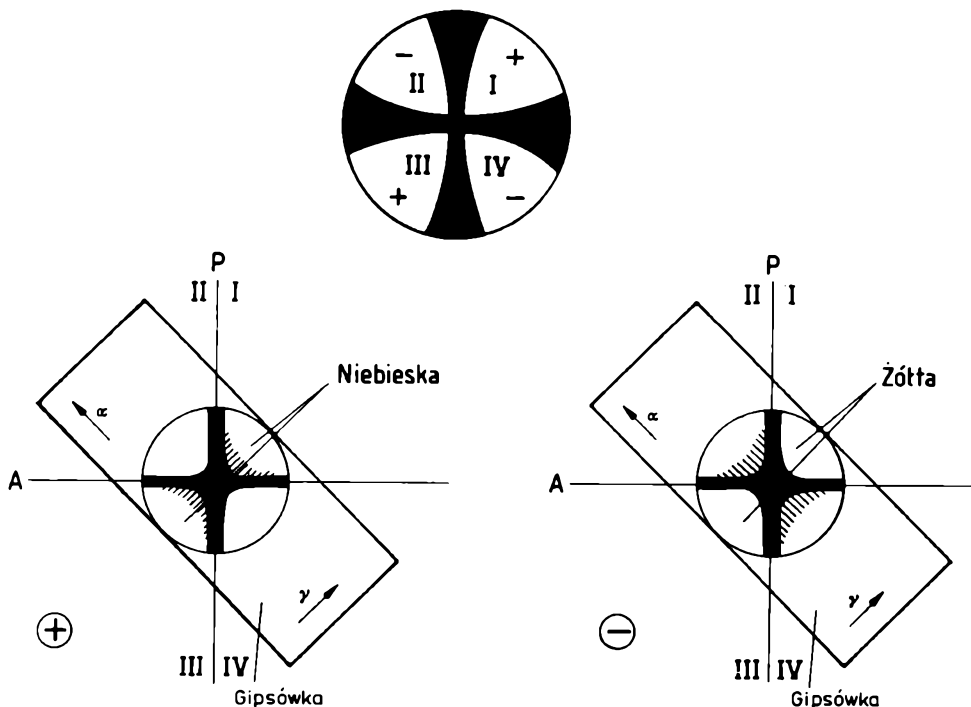 − +
II I
III IV
+ −
P
II I
Niebieska
α
A
γ
+
III IV
Gipsówka
P
II I
Żółta
α
A
γ
−
III IV
Gipsówka